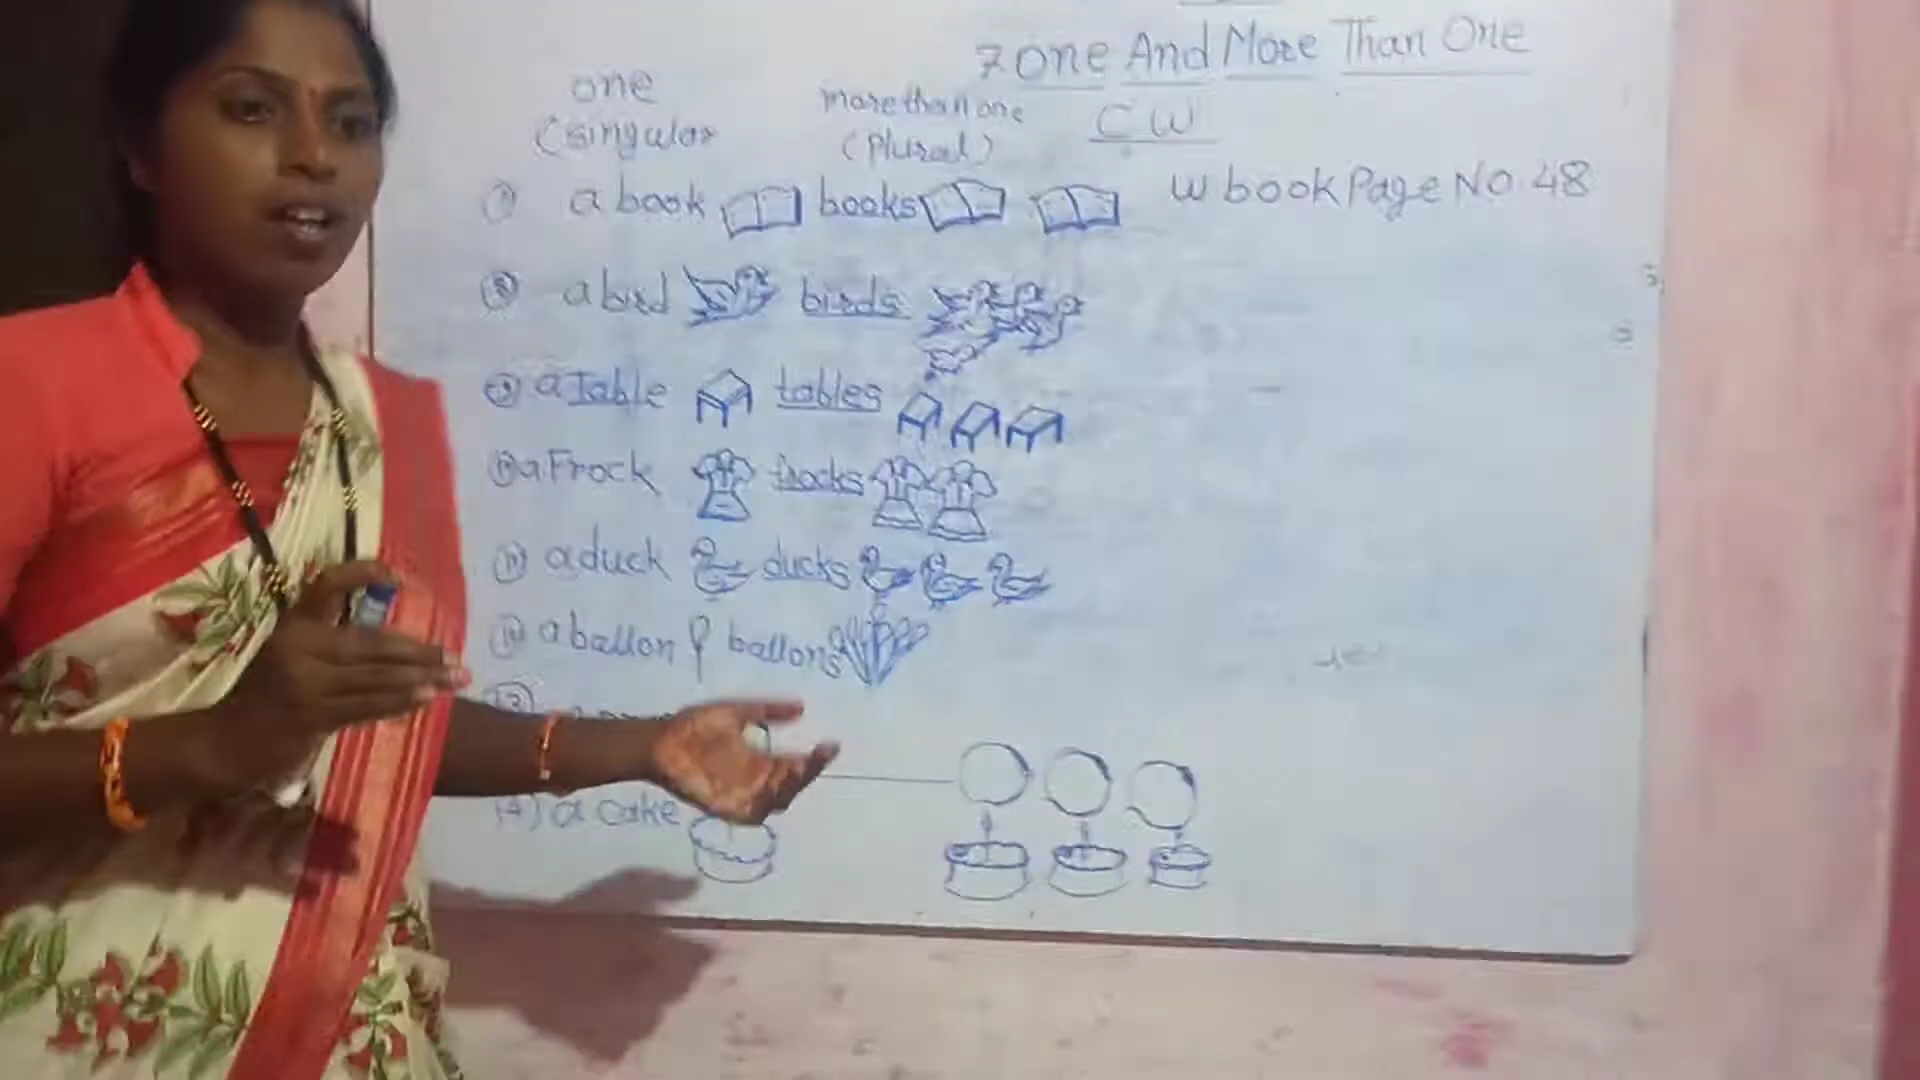 7 One And More Than One
one
more than one
(singular
(Plural)
CW
a book books
W book Page No. 48
a bird birds
a Table tables
a Frock frocks
a duck ducks
a ballon ballons
a cake